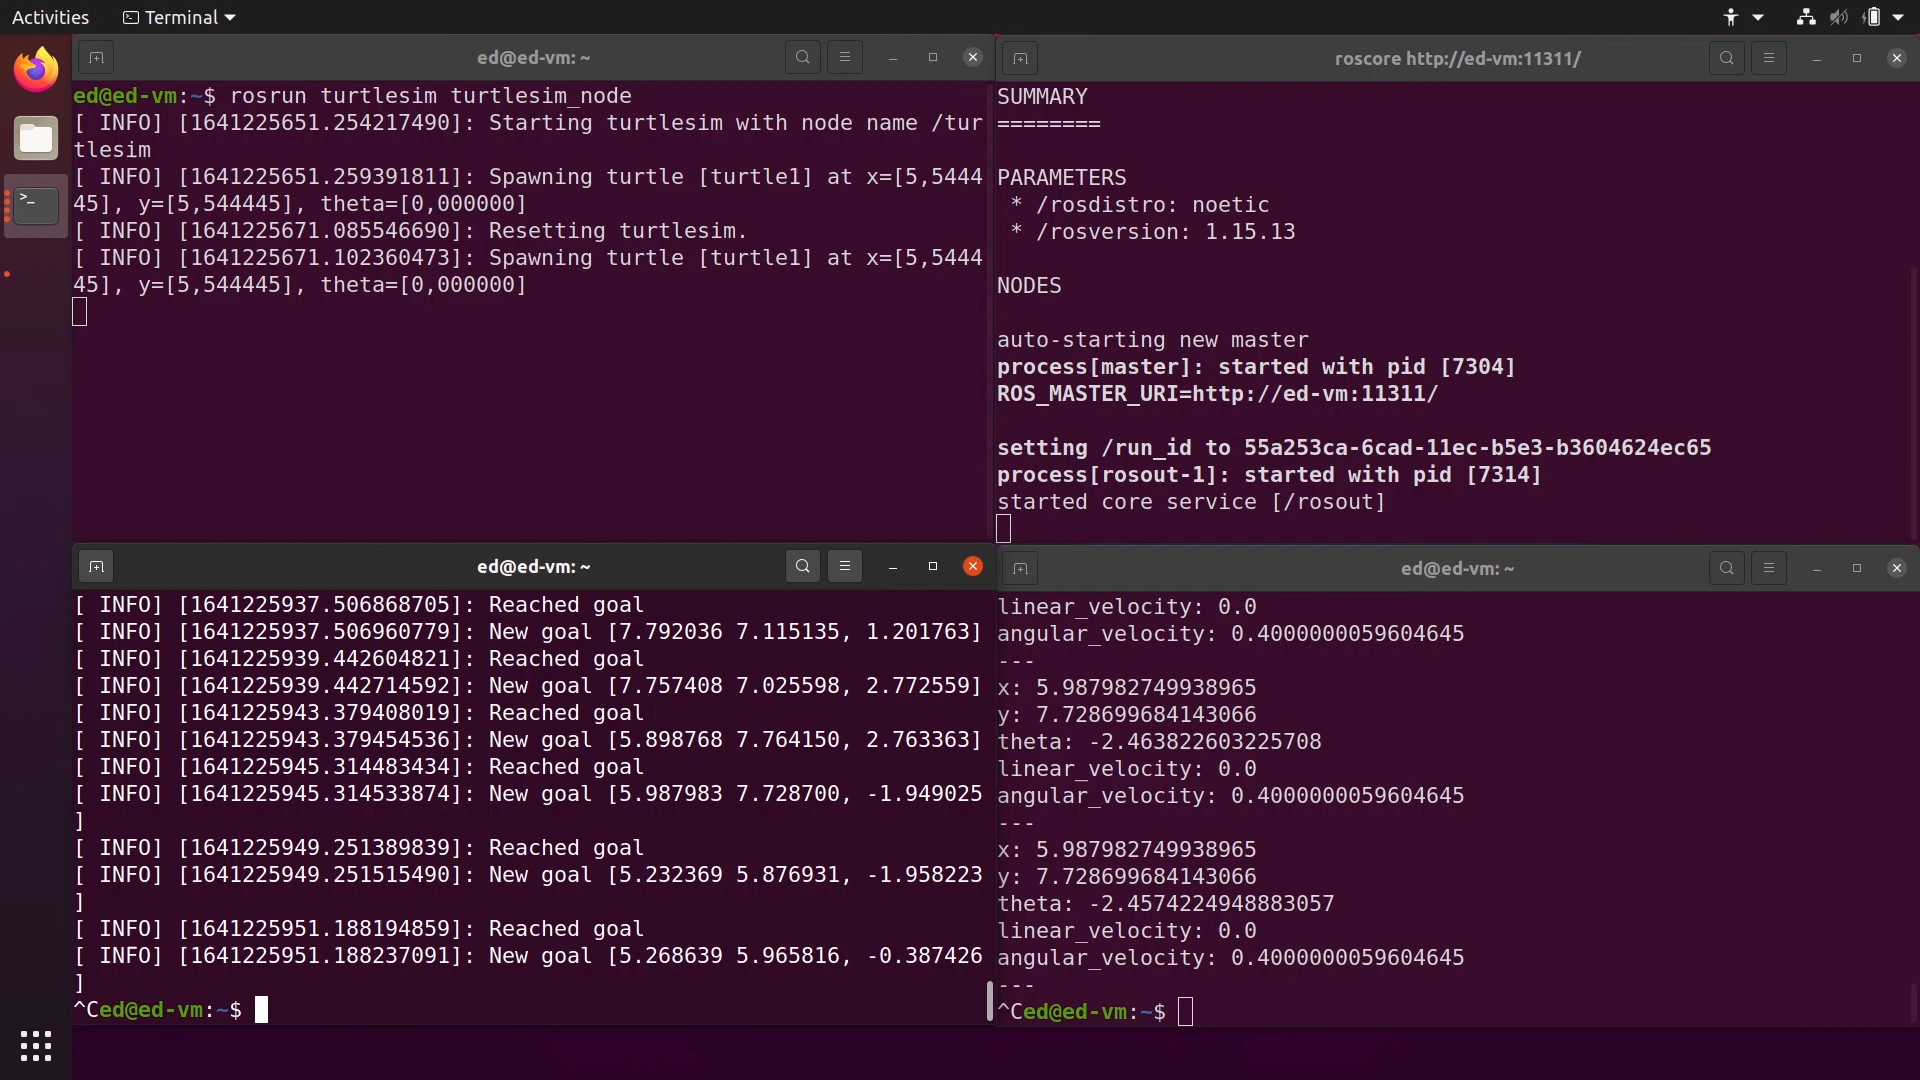 Activities
Terminal
ed@ed-vm: ~
ed@ed-vm:~$ rosrun turtlesim turtlesim_node
[ INFO] [1641225651.254217490]: Starting turtlesim with node name /tur
tlesim
[ INFO] [1641225651.259391811]: Spawning turtle [turtle1] at x=[5,5444
45], y=[5,544445], theta=[0,000000]
[ INFO] [1641225671.085546690]: Resetting turtlesim.
[ INFO] [1641225671.102360473]: Spawning turtle [turtle1] at x=[5,5444
45], y=[5,544445], theta=[0,000000]
roscore http://ed-vm:11311/
SUMMARY
========
PARAMETERS
* /rosdistro: noetic
* /rosversion: 1.15.13
NODES
auto-starting new master
process[master]: started with pid [7304]
ROS_MASTER_URI=http://ed-vm:11311/
setting /run_id to 55a253ca-6cad-11ec-b5e3-b3604624ec65
process[rosout-1]: started with pid [7314]
started core service [/rosout]
ed@ed-vm: ~
[ INFO] [1641225937.506868705]: Reached goal
[ INFO] [1641225937.506960779]: New goal [7.792036 7.115135, 1.201763]
[ INFO] [1641225939.442604821]: Reached goal
[ INFO] [1641225939.442714592]: New goal [7.757408 7.025598, 2.772559]
[ INFO] [1641225943.379408019]: Reached goal
[ INFO] [1641225943.379454536]: New goal [5.898768 7.764150, 2.763363]
[ INFO] [1641225945.314483434]: Reached goal
[ INFO] [1641225945.314533874]: New goal [5.987983 7.728700, -1.949025
]
[ INFO] [1641225949.251389839]: Reached goal
[ INFO] [1641225949.251515490]: New goal [5.232369 5.876931, -1.958223
]
[ INFO] [1641225951.188194859]: Reached goal
[ INFO] [1641225951.188237091]: New goal [5.268639 5.965816, -0.387426
]
^Ced@ed-vm:~$
ed@ed-vm: ~
linear_velocity: 0.0
angular_velocity: 0.4000000059604645
---
x: 5.987982749938965
y: 7.728699684143066
theta: -2.463822603225708
linear_velocity: 0.0
angular_velocity: 0.4000000059604645
---
x: 5.987982749938965
y: 7.728699684143066
theta: -2.4574224948883057
linear_velocity: 0.0
angular_velocity: 0.4000000059604645
---
^Ced@ed-vm:~$